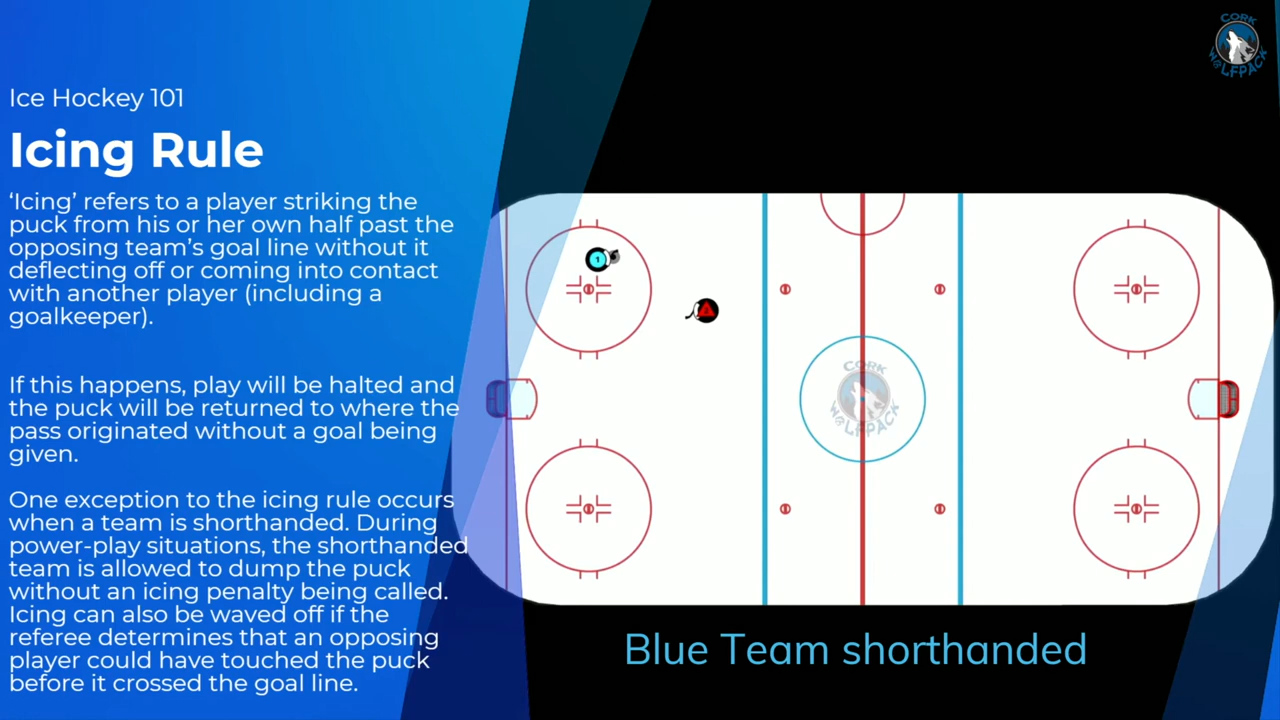 Ice Hockey 101
Icing Rule
‘Icing’ refers to a player striking the
puck from his or her own half past the
opposing team’s goal line without it
deflecting off or coming into contact
with another player (including a
goalkeeper).
If this happens, play will be halted and
the puck will be returned to where the
pass originated without a goal being
given.
One exception to the icing rule occurs
when a team is shorthanded. During
power-play situations, the shorthanded
team is allowed to dump the puck
without an icing penalty being called.
Icing can also be waved off if the
referee determines that an opposing
player could have touched the puck
before it crossed the goal line.
CORK
WOLFPACK
1
CORK
WOLFPACK
Blue Team shorthanded